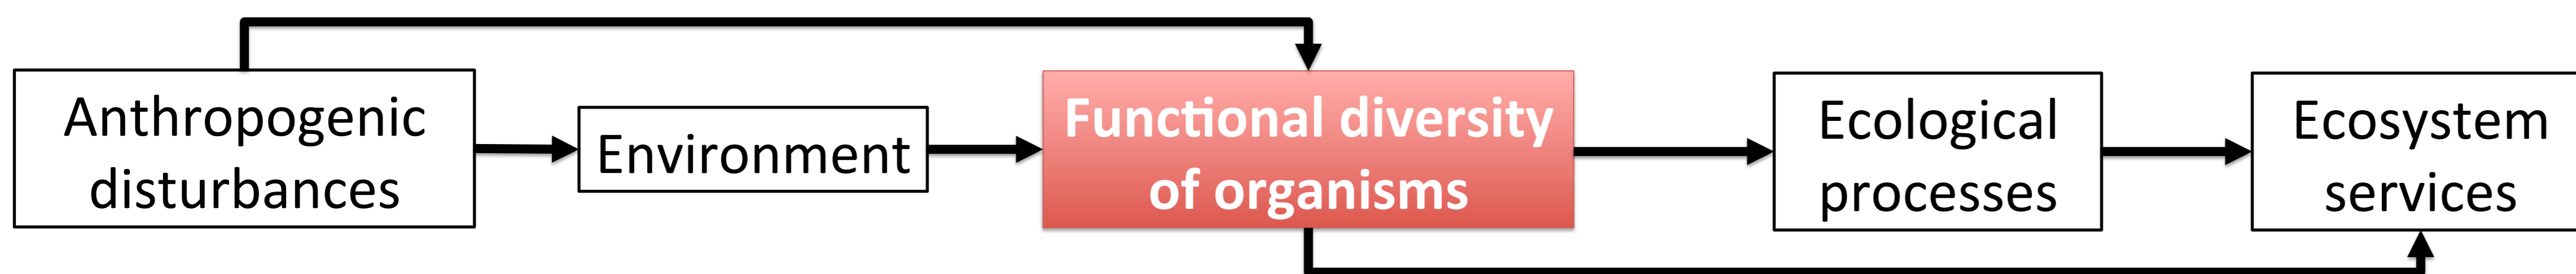 Anthropogenic
disturbances
Environment
Functional diversity
of organisms
Ecological
processes
Ecosystem
services